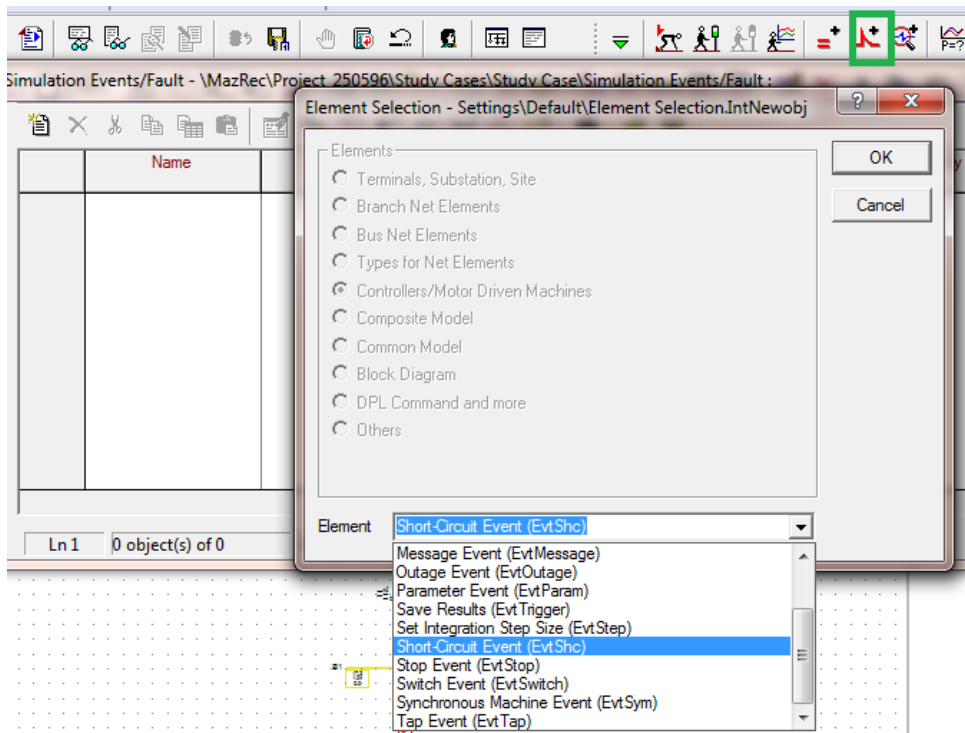 P=?
Simulation Events/Fault - \MazRec\Project_250596\Study Cases\Study Case\Simulation Events/Fault :
Element Selection - Settings\Default\Element Selection.IntNewobj
Name
Elements
Terminals, Substation, Site
Branch Net Elements
Bus Net Elements
Types for Net Elements
Controllers/Motor Driven Machines
Composite Model
Common Model
Block Diagram
DPL Command and more
Others
OK
Cancel
Element Short-Circuit Event (EvtShc)
Ln 1 0 object(s) of 0
Message Event (EvtMessage)
Outage Event (EvtOutage)
Parameter Event (EvtParam)
Save Results (EvtTrigger)
Set Integration Step Size (EvtStep)
Short-Circuit Event (EvtShc)
Stop Event (EvtStop)
Switch Event (EvtSwitch)
Synchronous Machine Event (EvtSym)
Tap Event (EvtTap)